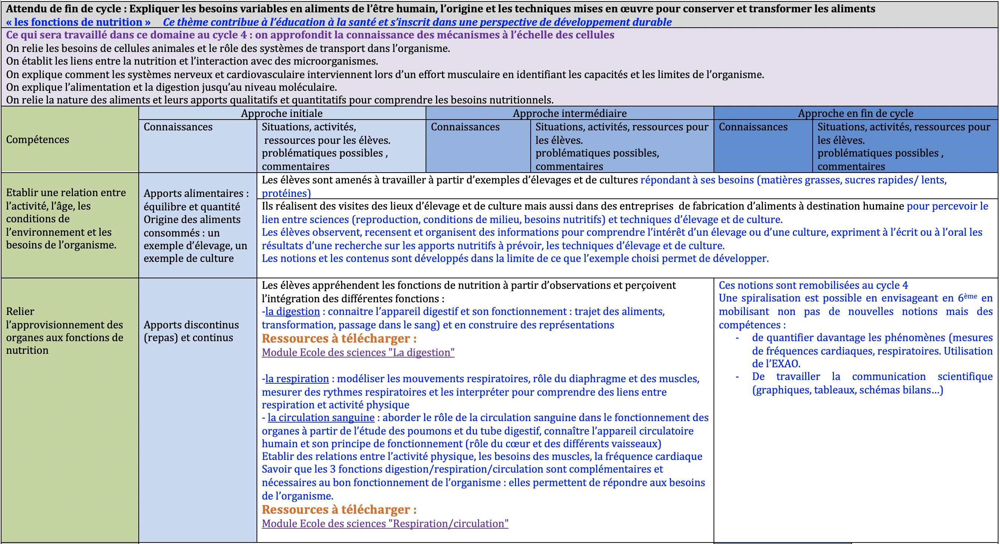 Attendu de fin de cycle : Expliquer les besoins variables en aliments de l’être humain, l’origine et les techniques mises en œuvre pour conserver et transformer les aliments
« les fonctions de nutrition » Ce thème contribue à l’éducation à la santé et s’inscrit dans une perspective de développement durable
Ce qui sera travaillé dans ce domaine au cycle 4 : on approfondit la connaissance des mécanismes à l’échelle des cellules
On relie les besoins de cellules animales et le rôle des systèmes de transport dans l’organisme.
On établit les liens entre la nutrition et l’interaction avec des microorganismes.
On explique comment les systèmes nerveux et cardiovasculaire interviennent lors d’un effort musculaire en identifiant les capacités et les limites de l’organisme.
On explique l’alimentation et la digestion jusqu’au niveau moléculaire.
On relie la nature des aliments et leurs apports qualitatifs et quantitatifs pour comprendre les besoins nutritionnels.
Compétences
Approche initiale
Approche intermédiaire
Approche en fin de cycle
Connaissances
Situations, activités,
ressources pour les élèves.
problématiques possibles ,
commentaires
Connaissances
Situations, activités, ressources pour
les élèves.
problématiques possibles,
commentaires
Connaissances
Situations, activités, ressources pour
les élèves.
problématiques possibles ,
commentaires
Etablir une relation entre
l’activité, l’âge, les
conditions de
l’environnement et les
besoins de l’organisme.
Apports alimentaires :
équilibre et quantité
Origine des aliments
consommés : un
exemple d’élevage, un
exemple de culture
Les élèves sont amenés à travailler à partir d’exemples d’élevages et de cultures répondant à ses besoins (matières grasses, sucres rapides/ lents,
protéines)
Ils réalisent des visites des lieux d’élevage et de culture mais aussi dans des entreprises de fabrication d’aliments à destination humaine pour percevoir le
lien entre sciences (reproduction, conditions de milieu, besoins nutritifs) et techniques d’élevage et de culture.
Les élèves observent, recensent et organisent des informations pour comprendre l’intérêt d’un élevage ou d’une culture, expriment à l’écrit ou à l’oral les
résultats d’une recherche sur les apports nutritifs à prévoir, les techniques d’élevage et de culture.
Les notions et les contenus sont développés dans la limite de ce que l’exemple choisi permet de développer.
Relier
l’approvisionnement des
organes aux fonctions de
nutrition
Apports discontinus
(repas) et continus
Les élèves appréhendent les fonctions de nutrition à partir d’observations et perçoivent
l’intégration des différentes fonctions :
-la digestion : connaitre l’appareil digestif et son fonctionnement : trajet des aliments,
transformation, passage dans le sang) et en construire des représentations
Ressources à télécharger :
Module Ecole des sciences "La digestion"
-la respiration : modéliser les mouvements respiratoires, rôle du diaphragme et des muscles,
mesurer des rythmes respiratoires et les interpréter pour comprendre des liens entre
respiration et activité physique
- la circulation sanguine : aborder le rôle de la circulation sanguine dans le fonctionnement des
organes à partir de l’étude des poumons et du tube digestif, connaître l’appareil circulatoire
humain et son principe de fonctionnement (rôle du cœur et des différents vaisseaux)
Etablir des relations entre l’activité physique, les besoins des muscles, la fréquence cardiaque
Savoir que les 3 fonctions digestion/respiration/circulation sont complémentaires et
nécessaires au bon fonctionnement de l’organisme : elles permettent de répondre aux besoins
de l’organisme.
Ressources à télécharger :
Module Ecole des sciences "Respiration/circulation"
Ces notions sont remobilisées au cycle 4
Une spiralisation est possible en envisageant en 6ème en
mobilisant non pas de nouvelles notions mais des
compétences :
- de quantifier davantage les phénomènes (mesures
de fréquences cardiaques, respiratoires. Utilisation
de l’EXAO.
- De travailler la communication scientifique
(graphiques, tableaux, schémas bilans…)